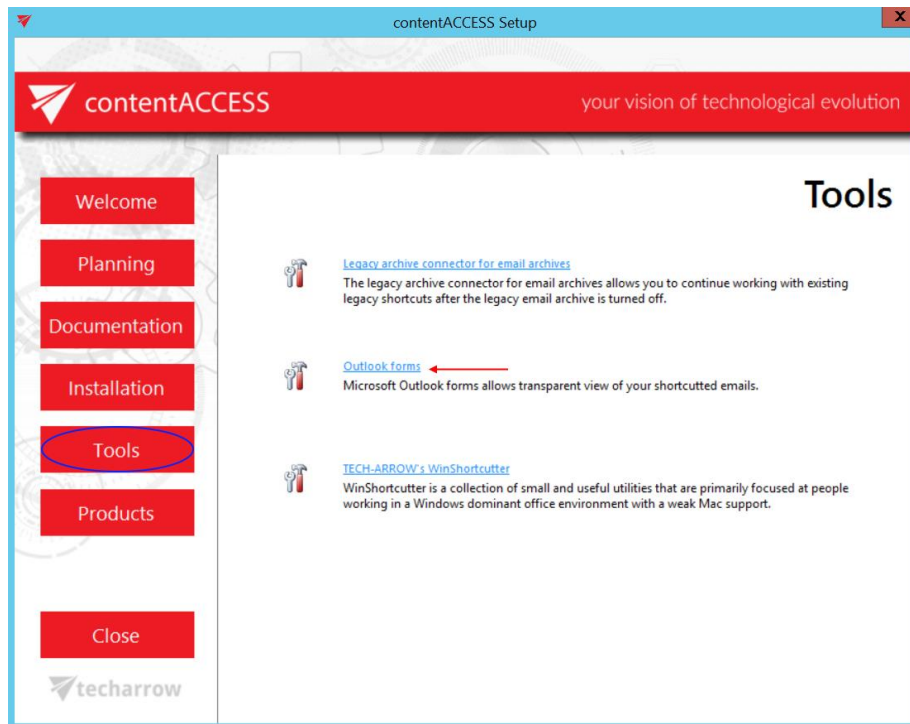 contentACCESS Setup
X
contentACCESS
your vision of technological evolution
Welcome
Planning
Documentation
Installation
Tools
Products
Close
techarrow
Tools
Legacy archive connector for email archives
The legacy archive connector for email archives allows you to continue working with existing
legacy shortcuts after the legacy email archive is turned off.
Outlook forms
Microsoft Outlook forms allows transparent view of your shortcutted emails.
TECH-ARROW's WinShortcutter
WinShortcutter is a collection of small and useful utilities that are primarily focused at people
working in a Windows dominant office environment with a weak Mac support.